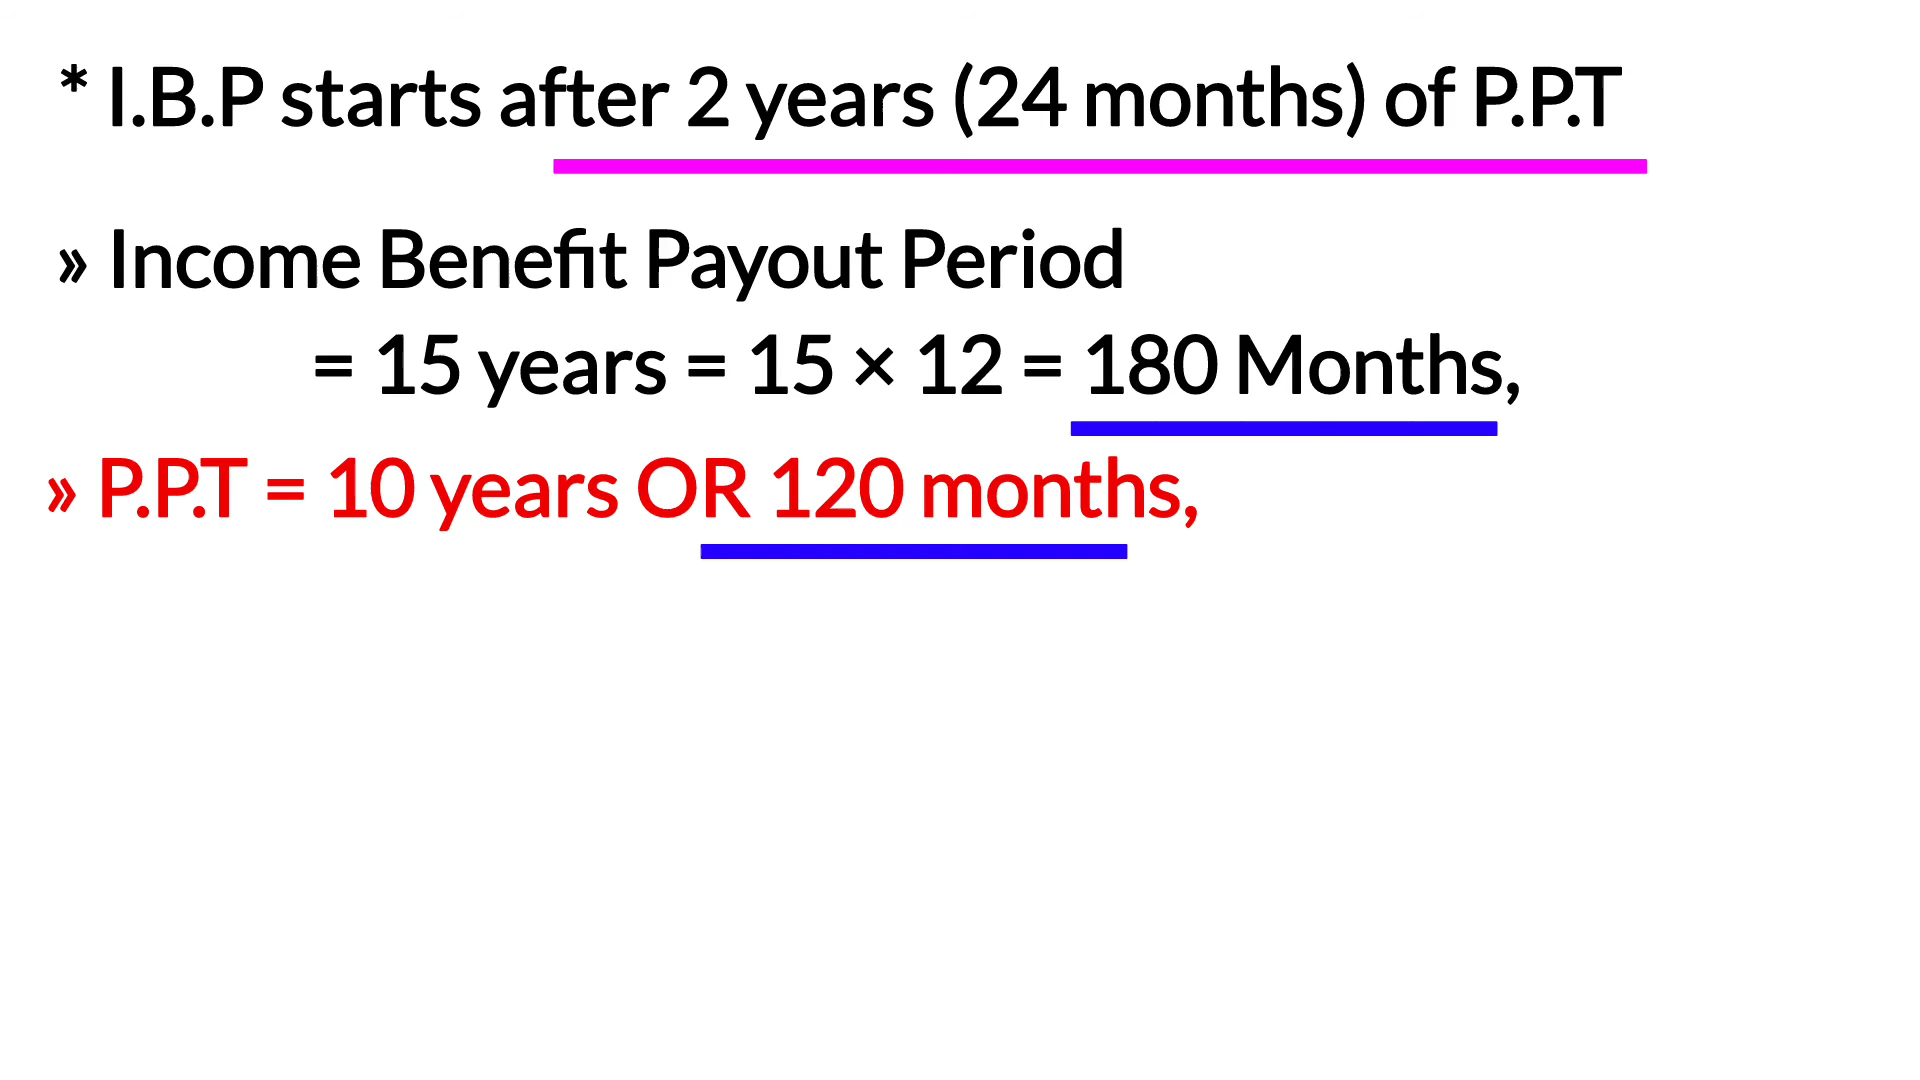 * I.B.P starts after 2 years (24 months) of P.P.T
» Income Benefit Payout Period
= 15 years = 15 × 12 = 180 Months,
» P.P.T = 10 years OR 120 months,